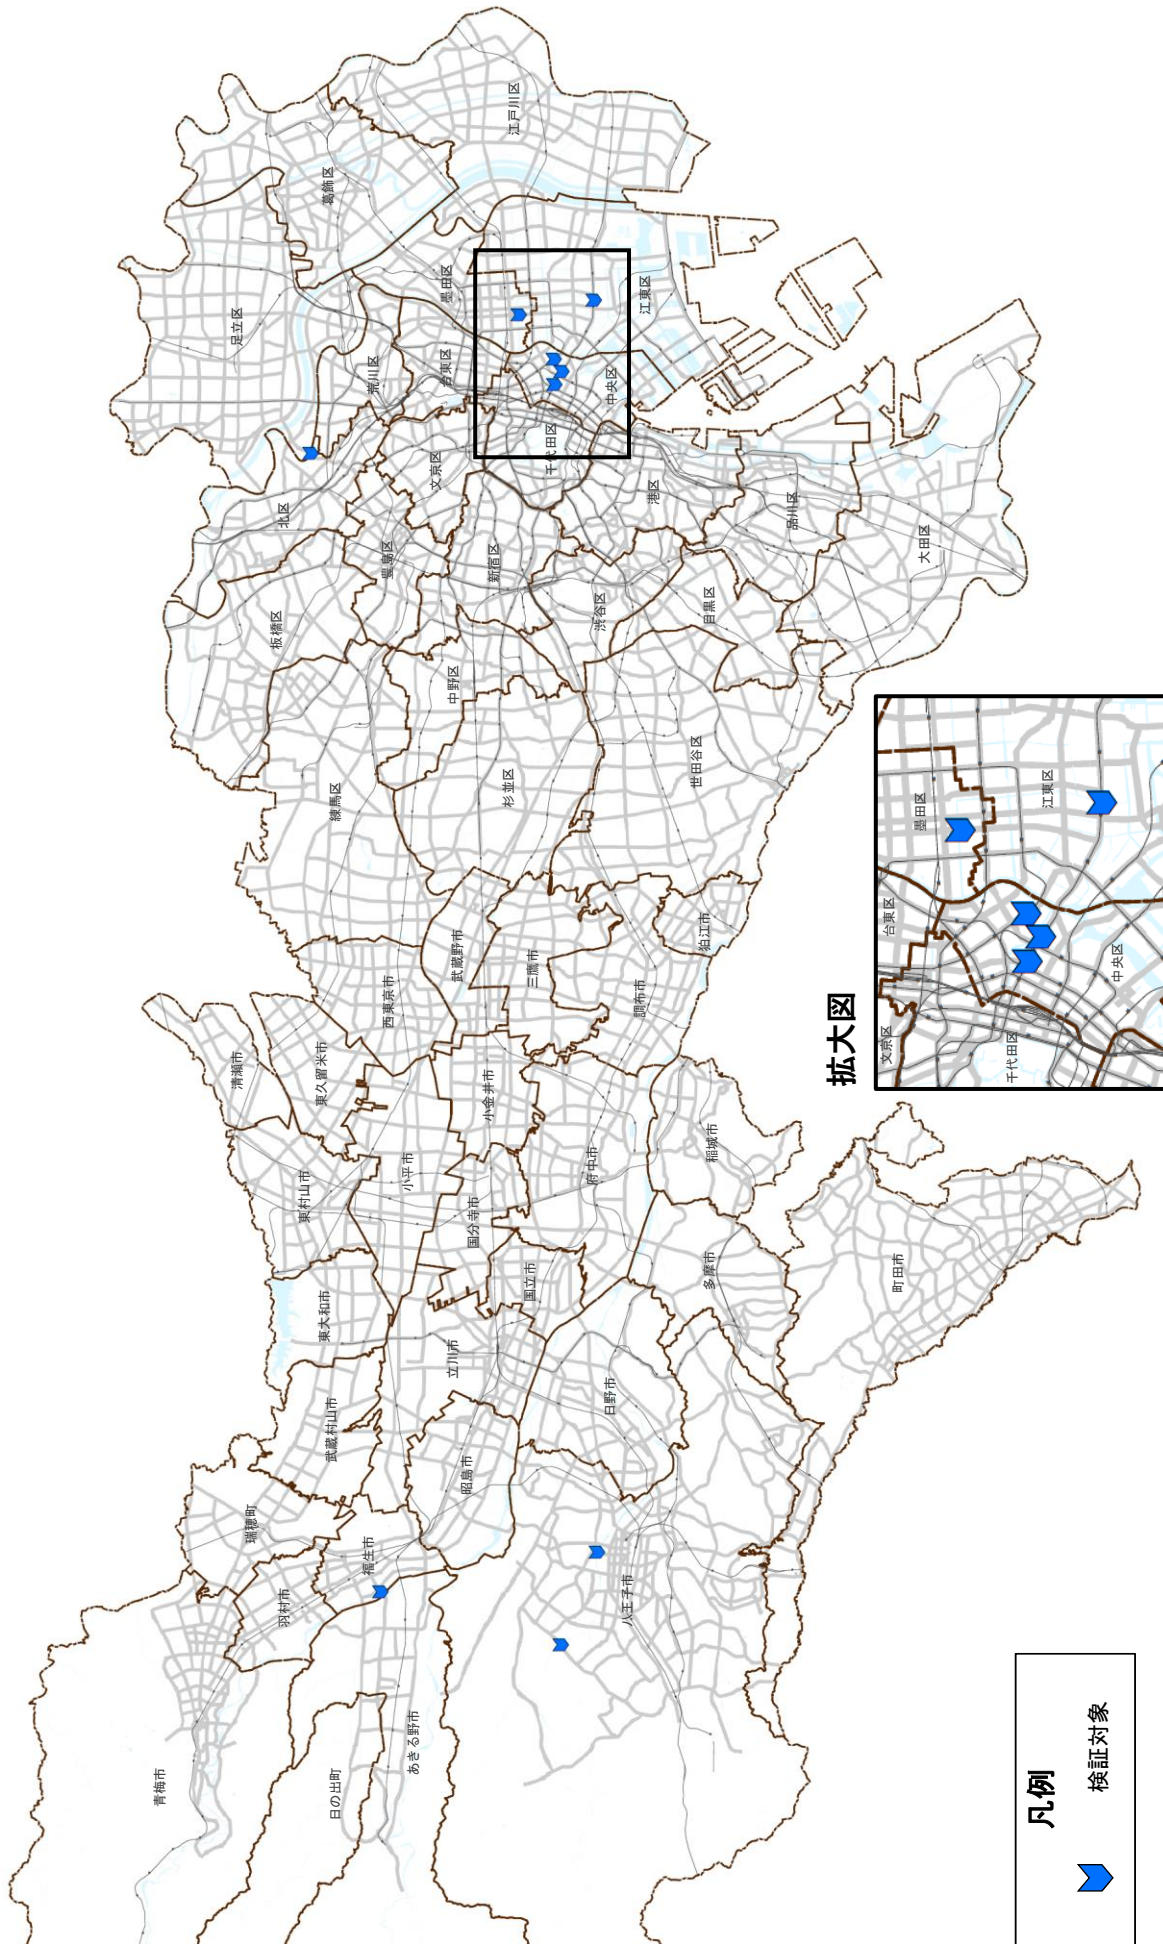 青梅市
日の出町
あきる野市
羽村市
瑞穂町
福生市
八王子市
昭島市
武蔵村山市
日野市
立川市
東大和市
国立市
多摩市
町田市
国分寺市
東村山市
小平市
府中市
稲城市
小金井市
清瀬市
東久留米市
西東京市
調布市
三鷹市
武蔵野市
狛江市
練馬区
杉並区
世田谷区
中野区
板橋区
渋谷区
目黒区
豊島区
新宿区
大田区
北区
品川区
港区
文京区
千代田区
荒川区
台東区
中央区
足立区
墨田区
江東区
葛飾区
江戸川区
拡大図
文京区
台東区
墨田区
千代田区
江東区
中央区
凡例
検証対象